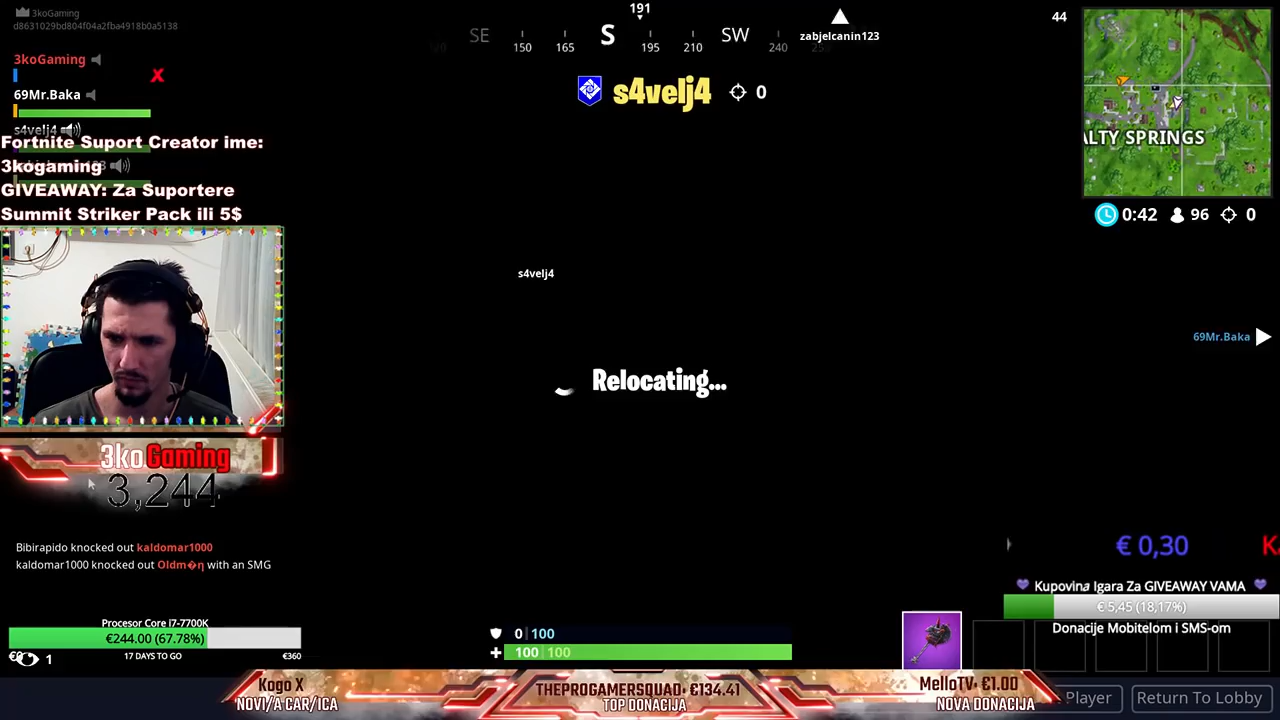 3koGaming
d8631029bd804f04a2fba4918b0a5138
3koGaming
X
69Mr.Baka
s4velj4
Fortnite Suport Creator ime:
3kogaming
GIVEAWAY: Za Suportere
Summit Striker Pack ili 5$
3koGaming
3,244
Bibirapido knocked out kaldomar1000
kaldomar1000 knocked out Oldm�η with an SMG
Procesor Core i7-7700K
€244.00 (67.78%)
17 DAYS TO GO
€360
1
191
SE 150 165 S 195 210 SW 240
zabjelcanin123
44
s4velj4 0
ALTY SPRINGS
0:42 96 0
s4velj4
69Mr.Baka
Relocating...
€ 0,30
Kupovina Igara Za GIVEAWAY VAMA
€ 5,45 (18,17%)
Donacije Mobitelom i SMS-om
0 | 100
100 | 100
Kogo X
NOVI/A CAR/ICA
THEPROGAMERSQUAD: €134.41
TOP DONACIJA
MelloTV: €1.00
NOVA DONACIJA
Player
Return To Lobby